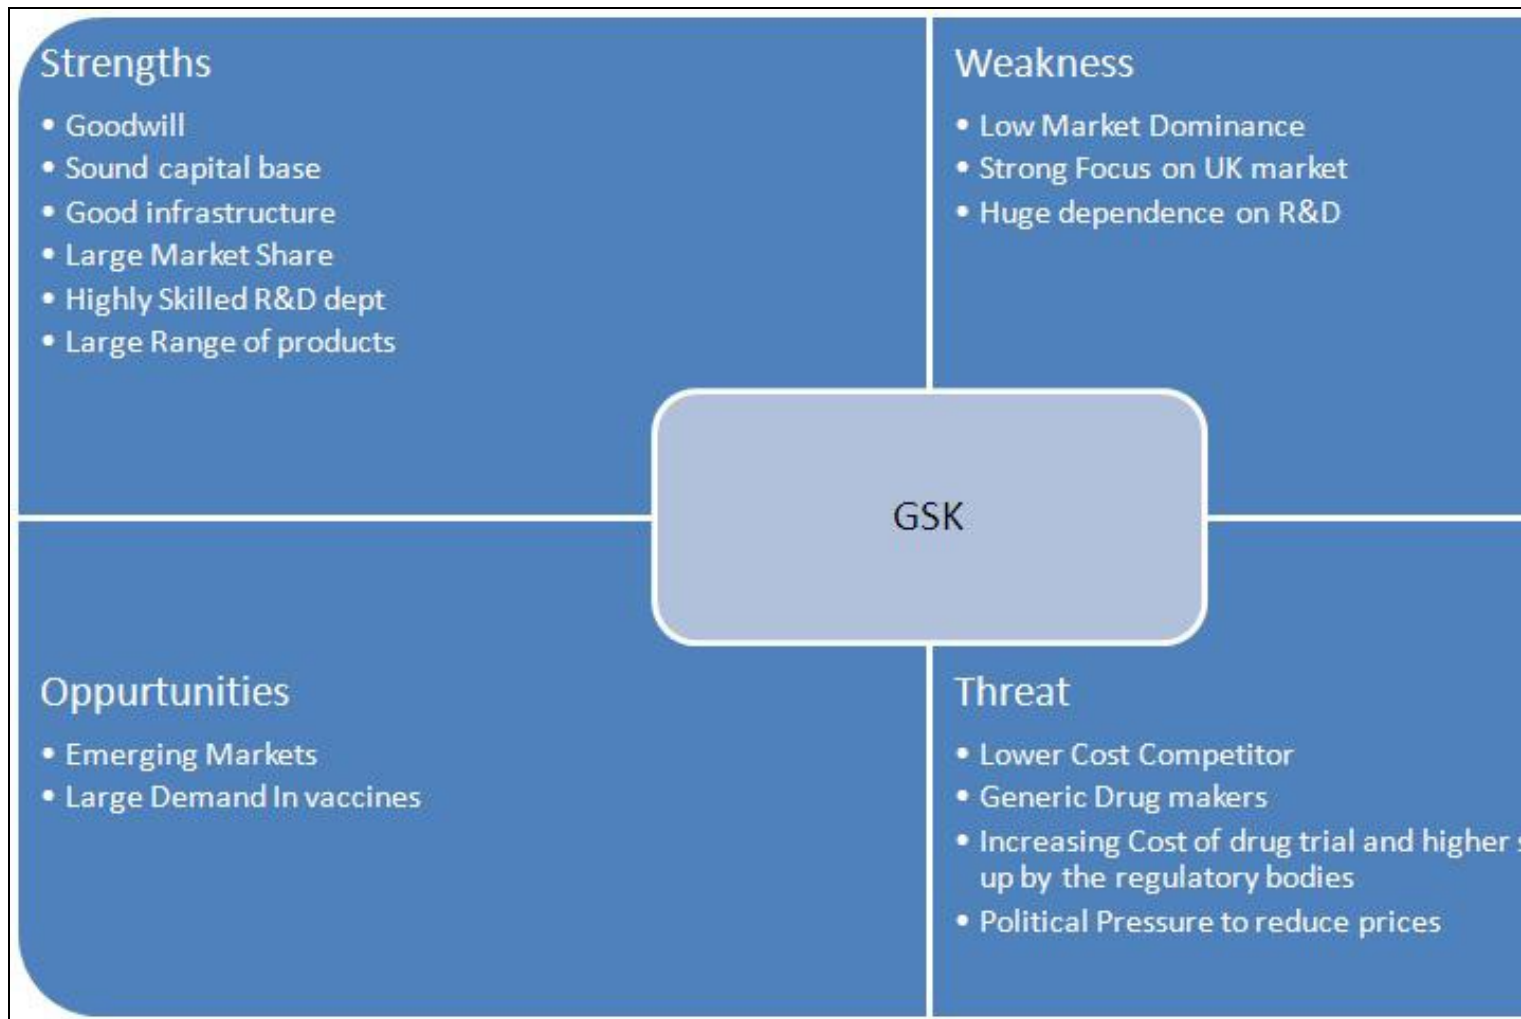 Strengths
• Goodwill
• Sound capital base
• Good infrastructure
• Large Market Share
• Highly Skilled R&D dept
• Large Range of products
Weakness
• Low Market Dominance
• Strong Focus on UK market
• Huge dependence on R&D
GSK
Oppurtunities
• Emerging Markets
• Large Demand In vaccines
Threat
• Lower Cost Competitor
• Generic Drug makers
• Increasing Cost of drug trial and higher
up by the regulatory bodies
• Political Pressure to reduce prices